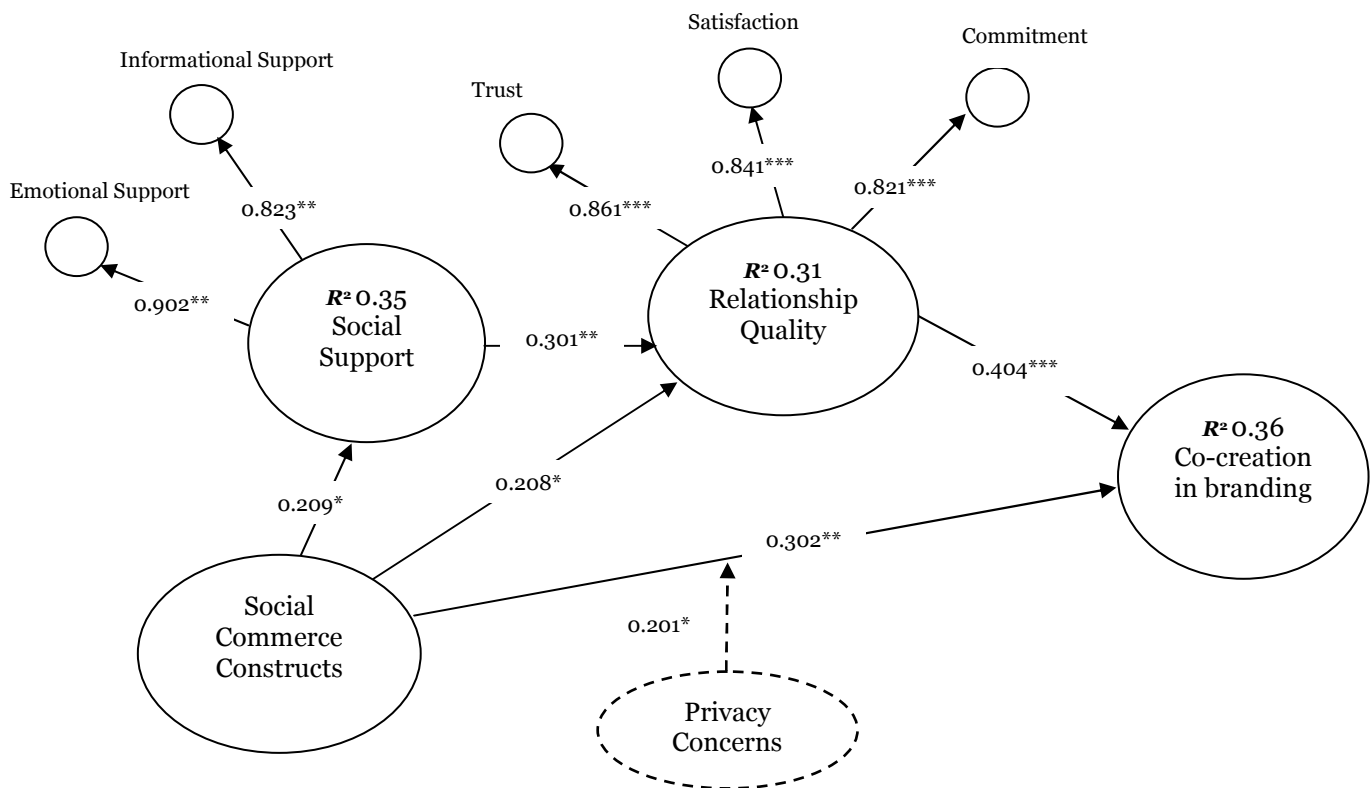 Satisfaction
Commitment
Informational Support
Trust
Emotional Support
0.841***
0.821***
0.823**
0.861***
0.902**
R² 0.35
Social
Support
R² 0.31
Relationship
Quality
0.301**
0.404***
R² 0.36
Co-creation
in branding
0.209*
0.208*
0.302**
Social
Commerce
Constructs
0.201*
Privacy
Concerns